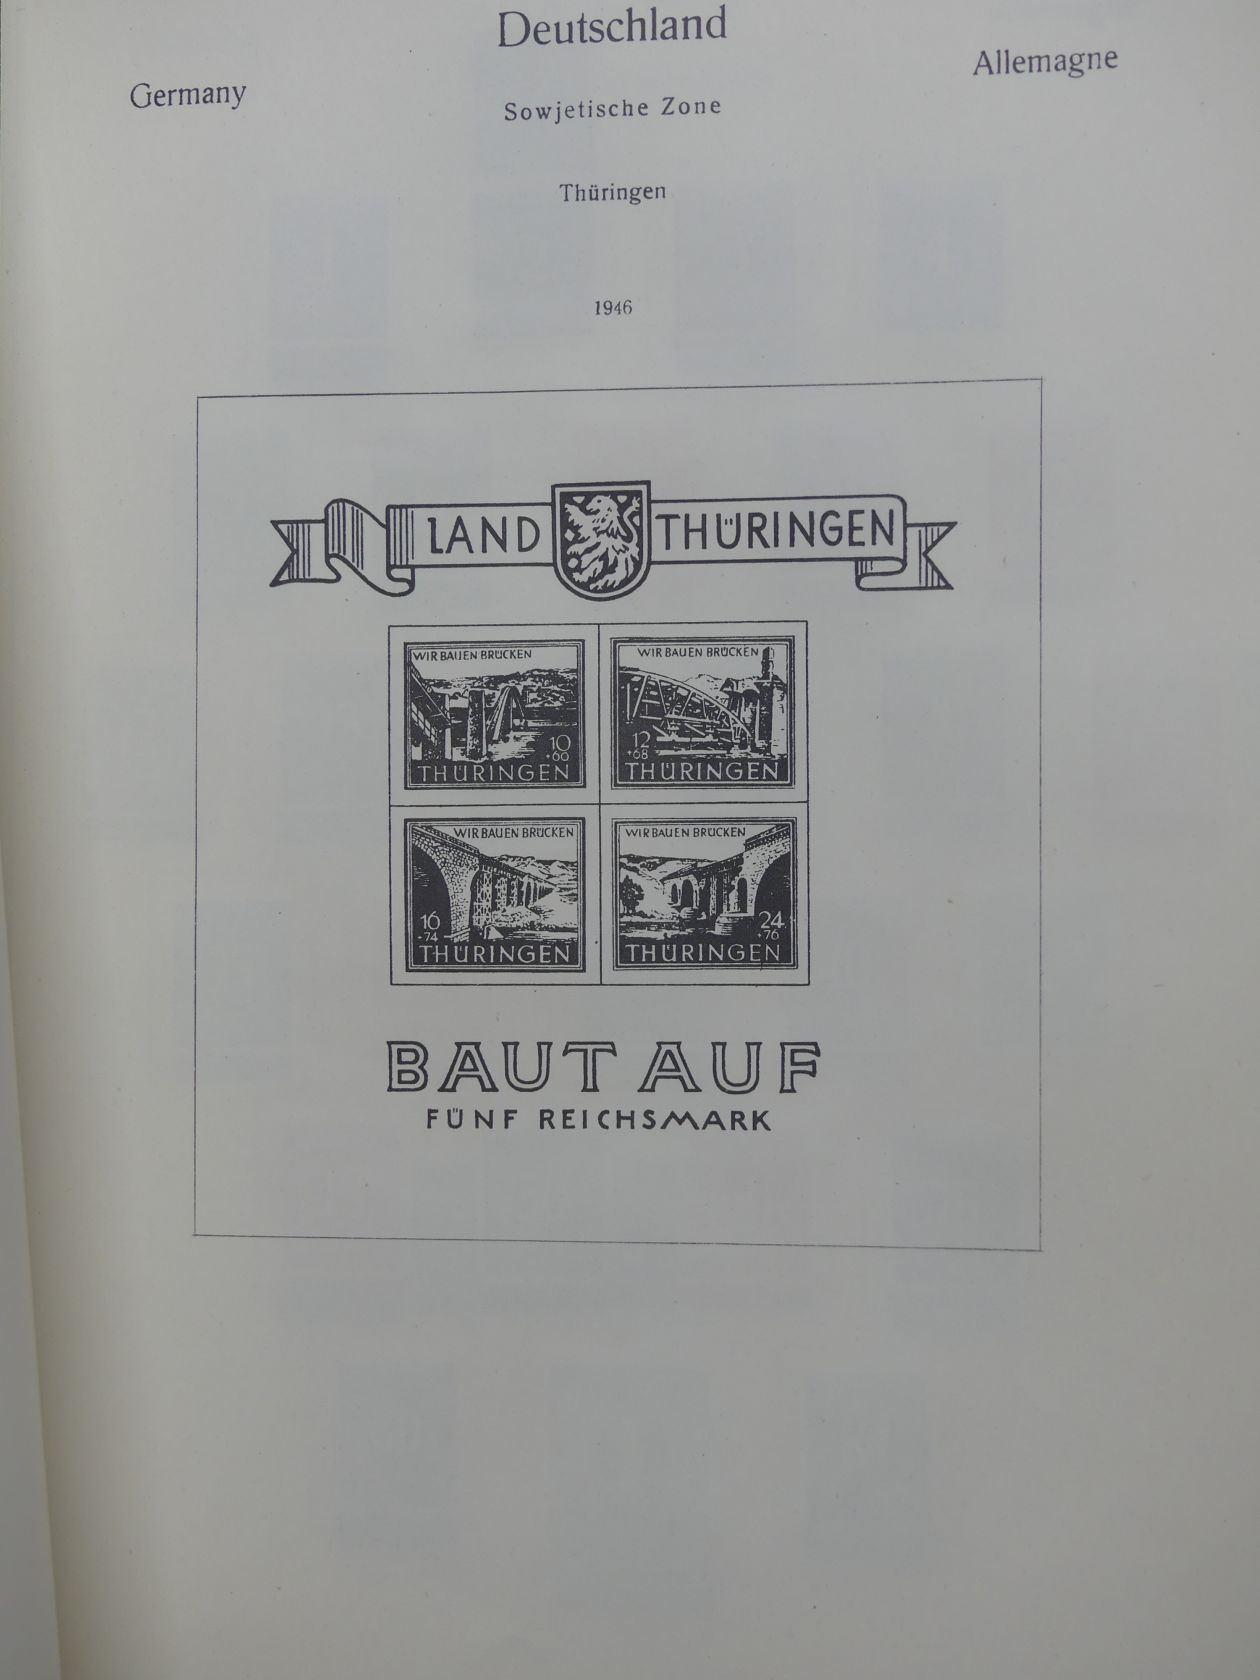 Deutschland
Germany
Allemagne
Sowjetische Zone
Thüringen
1946
LAND THÜRINGEN
WIR BAUEN BRÜCKEN
10
+60
THÜRINGEN
WIR BAUEN BRÜCKEN
12
+68
THÜRINGEN
WIR BAUEN BRÜCKEN
16
+74
THÜRINGEN
WIR BAUEN BRÜCKEN
24
+76
THÜRINGEN
BAUT AUF
FÜNF REICHSMARK